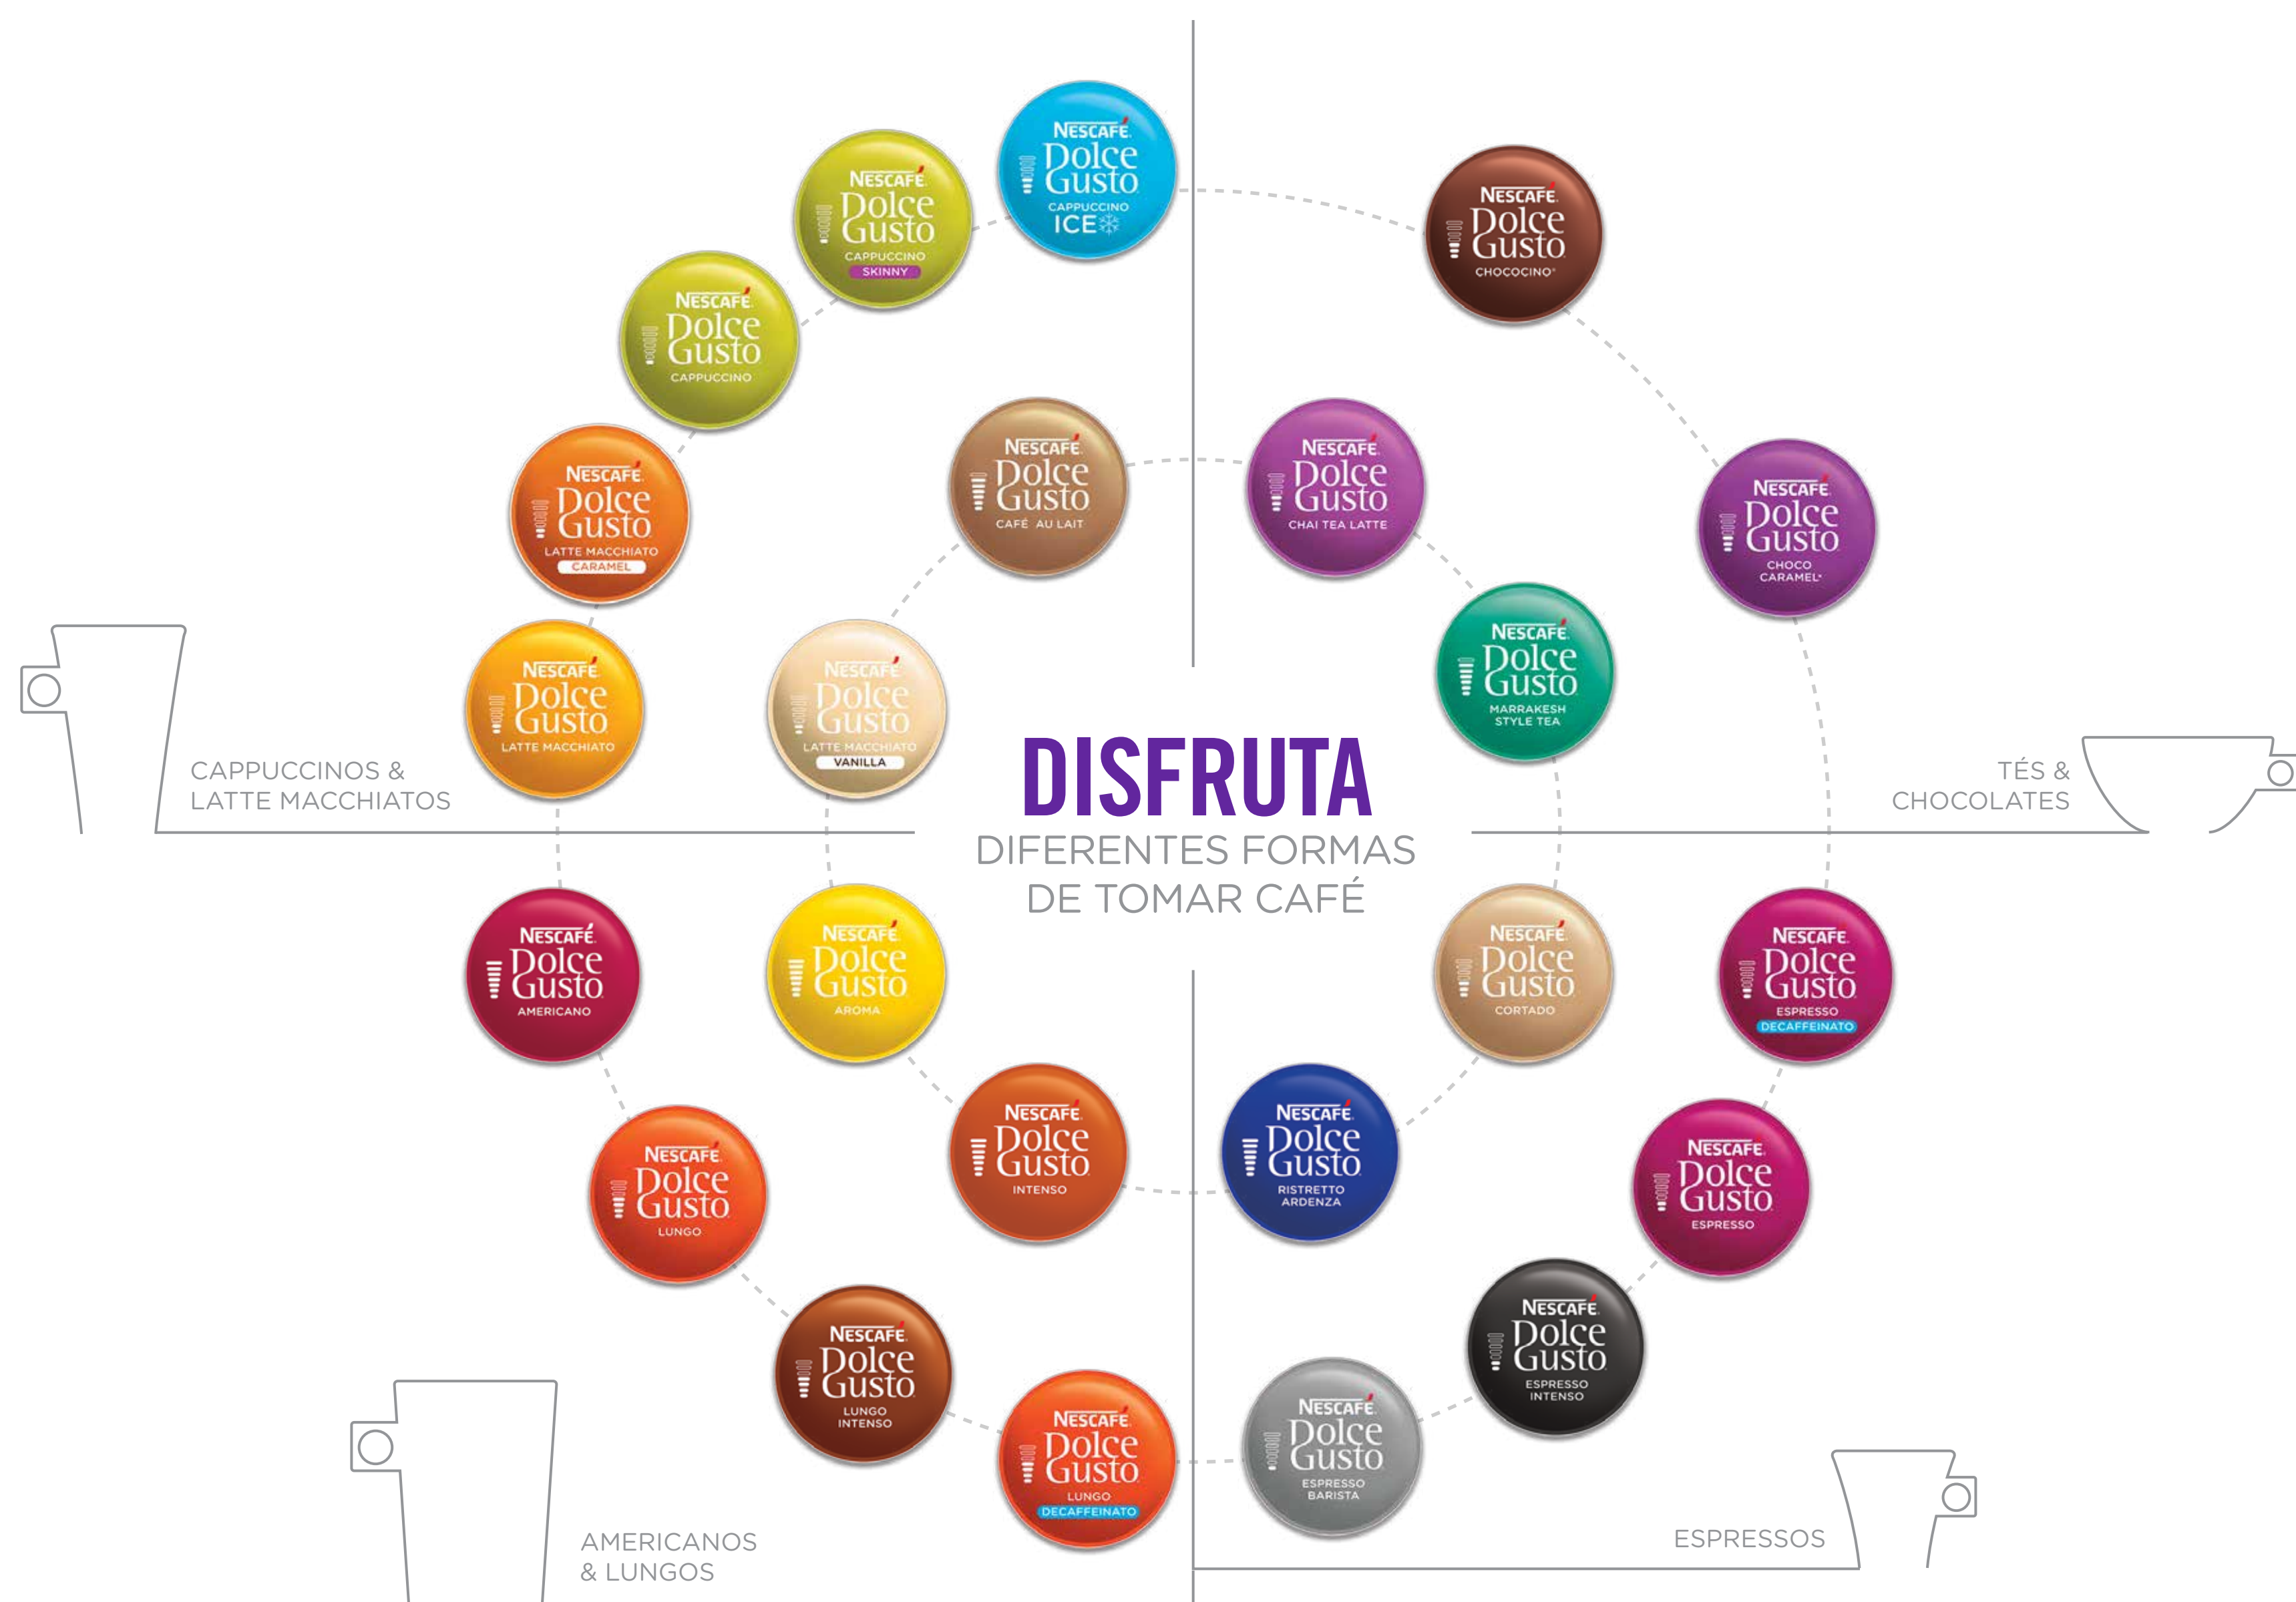 NESCAFÉ.
Dolce
Gusto
CAPPUCCINO
ICE
NESCAFÉ.
Dolce
Gusto
CAPPUCCINO
SKINNY
NESCAFÉ.
Dolce
Gusto
CAPPUCCINO
NESCAFÉ.
Dolce
Gusto
LATTE MACCHIATO
CARAMEL
NESCAFÉ.
Dolce
Gusto
LATTE MACCHIATO
NESCAFÉ.
Dolce
Gusto
CAFÉ AU LAIT
NESCAFÉ.
Dolce
Gusto
LATTE MACCHIATO
VANILLA
CAPPUCCINOS &
LATTE MACCHIATOS
NESCAFÉ.
Dolce
Gusto
CHOCOCINO®
NESCAFÉ.
Dolce
Gusto
CHOCO
CARAMEL*
NESCAFÉ.
Dolce
Gusto
CHAI TEA LATTE
NESCAFÉ.
Dolce
Gusto
MARRAKESH
STYLE TEA
TÉS &
CHOCOLATES
DISFRUTA
DIFERENTES FORMAS
DE TOMAR CAFÉ
NESCAFÉ.
Dolce
Gusto
AMERICANO
NESCAFÉ.
Dolce
Gusto
AROMA
NESCAFÉ.
Dolce
Gusto
LUNGO
NESCAFÉ.
Dolce
Gusto
INTENSO
NESCAFÉ.
Dolce
Gusto
LUNGO
INTENSO
NESCAFÉ.
Dolce
Gusto
LUNGO
DECAFFEINATO
AMERICANOS
& LUNGOS
NESCAFÉ.
Dolce
Gusto
CORTADO
NESCAFÉ.
Dolce
Gusto
ESPRESSO
DECAFFEINATO
NESCAFÉ.
Dolce
Gusto
RISTRETTO
ARDENZA
NESCAFÉ.
Dolce
Gusto
ESPRESSO
NESCAFÉ.
Dolce
Gusto
ESPRESSO
INTENSO
NESCAFÉ.
Dolce
Gusto
ESPRESSO
BARISTA
ESPRESSOS